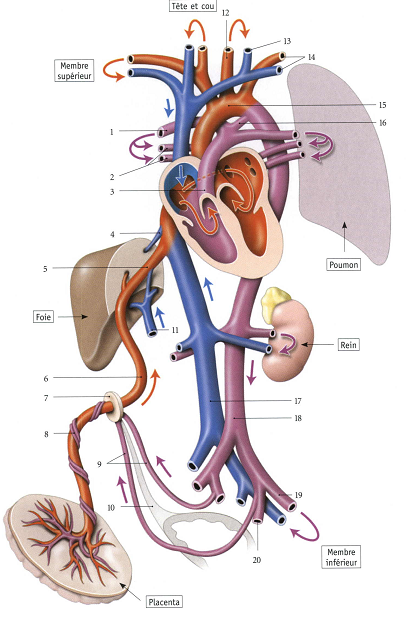 Tête et cou
12
13
14
Membre
supérieur
15
16
1
2
3
4
5
Poumon
Foie
11
Rein
6
7
17
18
8
9
10
19
20
Membre
inférieur
Placenta